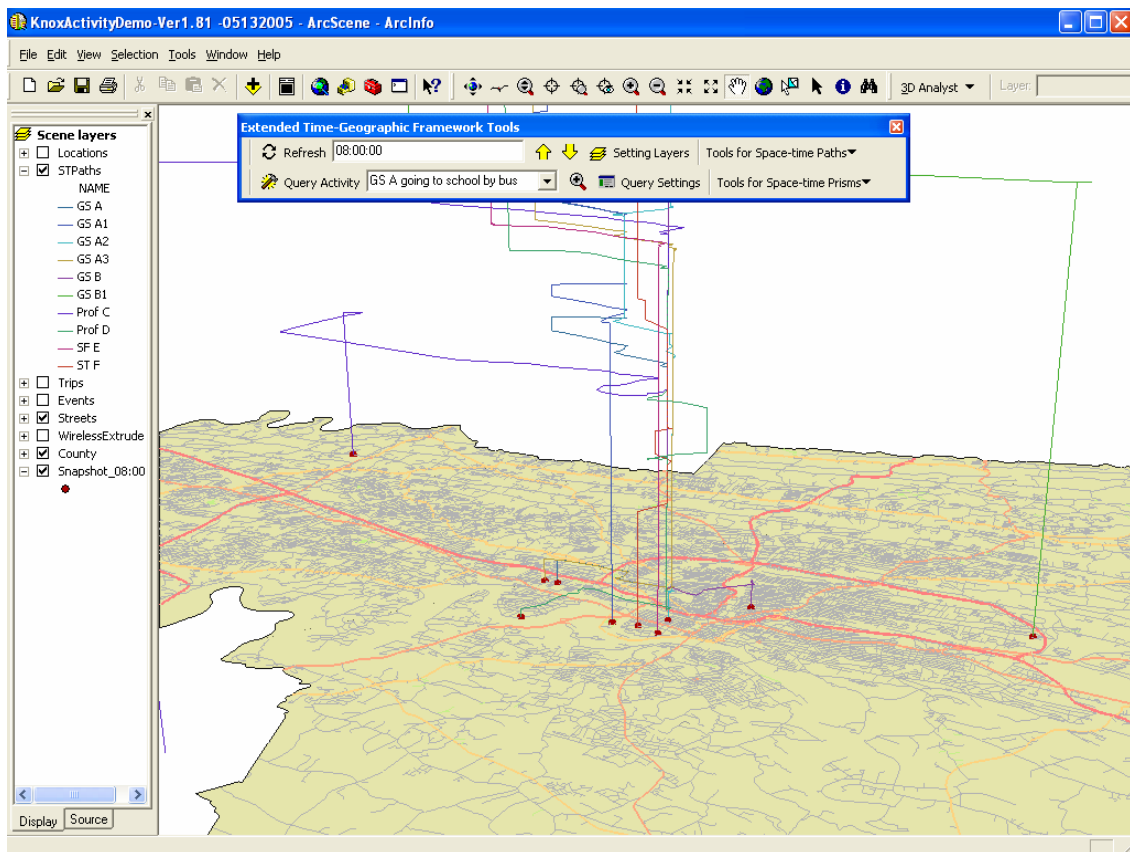 KnoxActivityDemo-Ver1.81 -05132005 - ArcScene - ArcInfo
File Edit View Selection Tools Window Help
3D Analyst Layer:
Scene layers
Locations
STPaths
NAME
GS A
GS A1
GS A2
GS A3
GS B
GS B1
Prof C
Prof D
SF E
ST F
Trips
Events
Streets
WirelessExtrude
County
Snapshot_08:00
Display Source
Extended Time-Geographic Framework Tools
Refresh 08:00:00 Setting Layers Tools for Space-time Paths
Query Activity GS A going to school by bus Query Settings Tools for Space-time Prisms